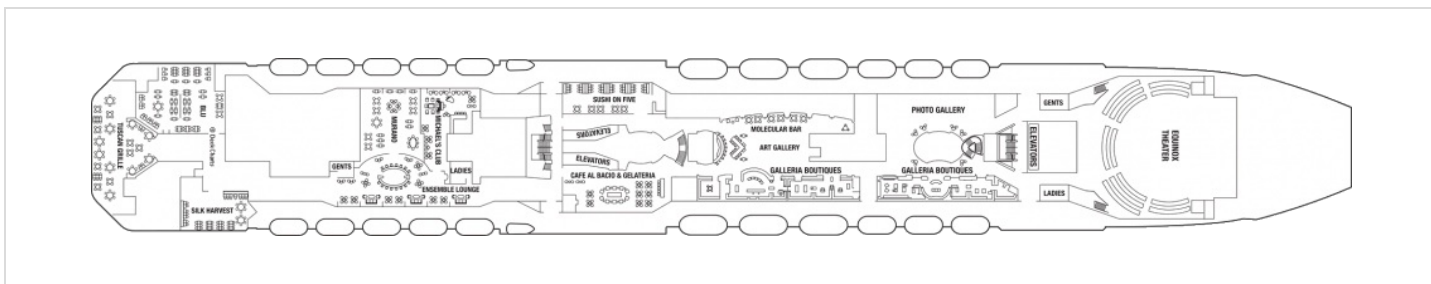 TUSCAN GRILLE
BLU
© DeckChairs
SILK HARVEST
GENTS
MURANO
MICHAEL'S CLUB
LADIES
ENSEMBLE LOUNGE
SUSHI ON FIVE
ELEVATORS
ELEVATORS
CAFE AL BACIO & GELATERIA
MOLECULAR BAR
ART GALLERY
GALLERIA BOUTIQUES
PHOTO GALLERY
GALLERIA BOUTIQUES
GENTS
ELEVATORS
LADIES
EQUINOX
THEATER